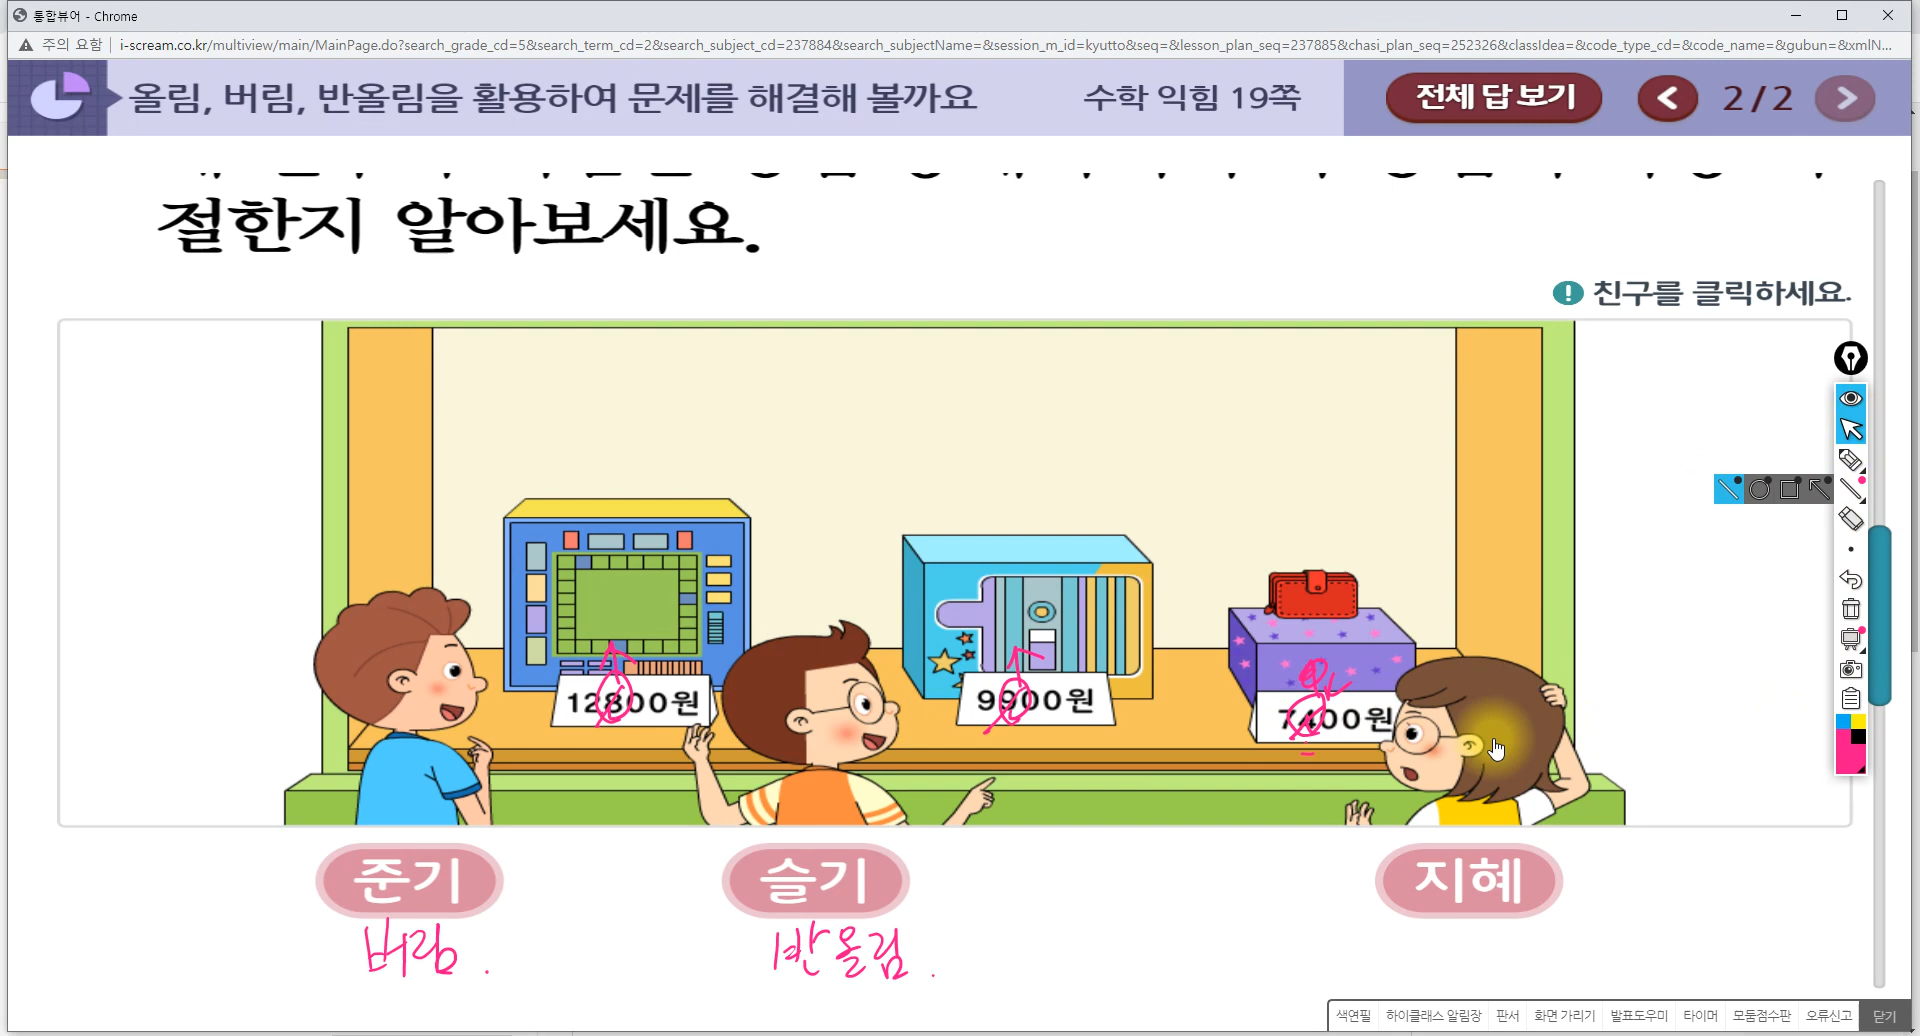 통합뷰어 - Chrome
주의 요함 | i-scream.co.kr/multiview/main/MainPage.do?search_grade_cd=5&search_term_cd=2&search_subject_cd=237884&search_subjectName=&session_m_id=kyutto&seq=&lesson_plan_seq=237885&chasi_plan_seq=252326&classIdea=&code_type_cd=&code_name=&gubun=&xmlN...
올림, 버림, 반올림을 활용하여 문제를 해결해 볼까요 수학 익힘 19쪽 전체 답 보기 2 / 2
절한지 알아보세요.
친구를 클릭하세요.
12800원 9900원 7400원
준기 슬기 지혜
버림. 반올림.
색연필 하이클래스 알림장 판서 화면 가리기 발표도우미 타이머 모둠점수판 오류신고 닫기